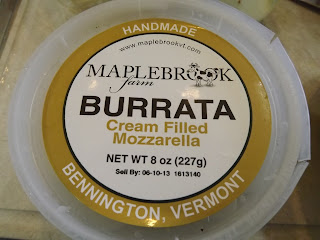 HANDMADE
www.maplebrookvt.com
MAPLEBROOK
farm
BURRATA
Cream Filled
Mozzarella
NET WT 8 oz (227g)
Sell By: 06-10-13 1613140
BENNINGTON, VERMONT